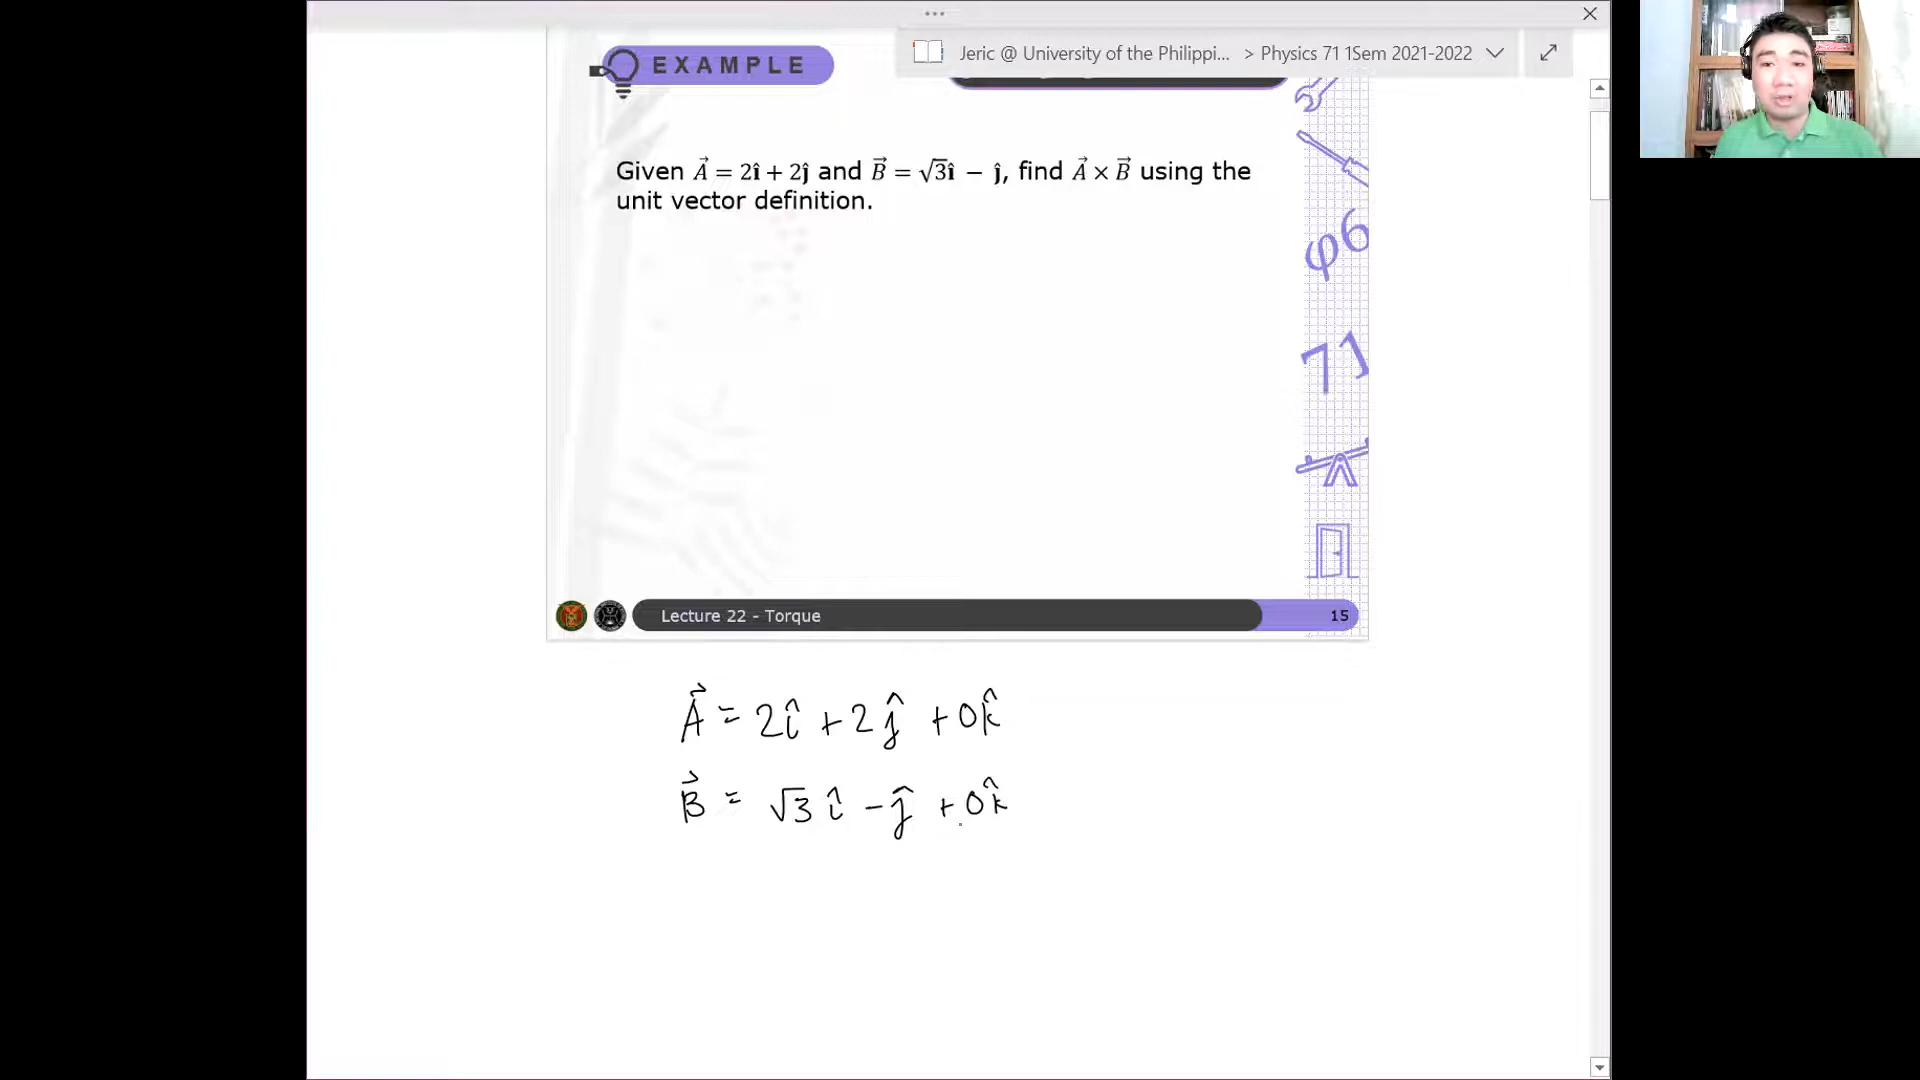 ...
Jeric @ University of the Philippi... > Physics 71 1Sem 2021-2022
EXAMPLE
Given A⃗ = 2î + 2ĵ and B⃗ = √3î − ĵ, find A⃗ × B⃗ using the
unit vector definition.
φ6
71
Lecture 22 - Torque 15
A⃗ = 2î + 2ĵ + 0k̂
B⃗ = √3 î - ĵ + 0k̂